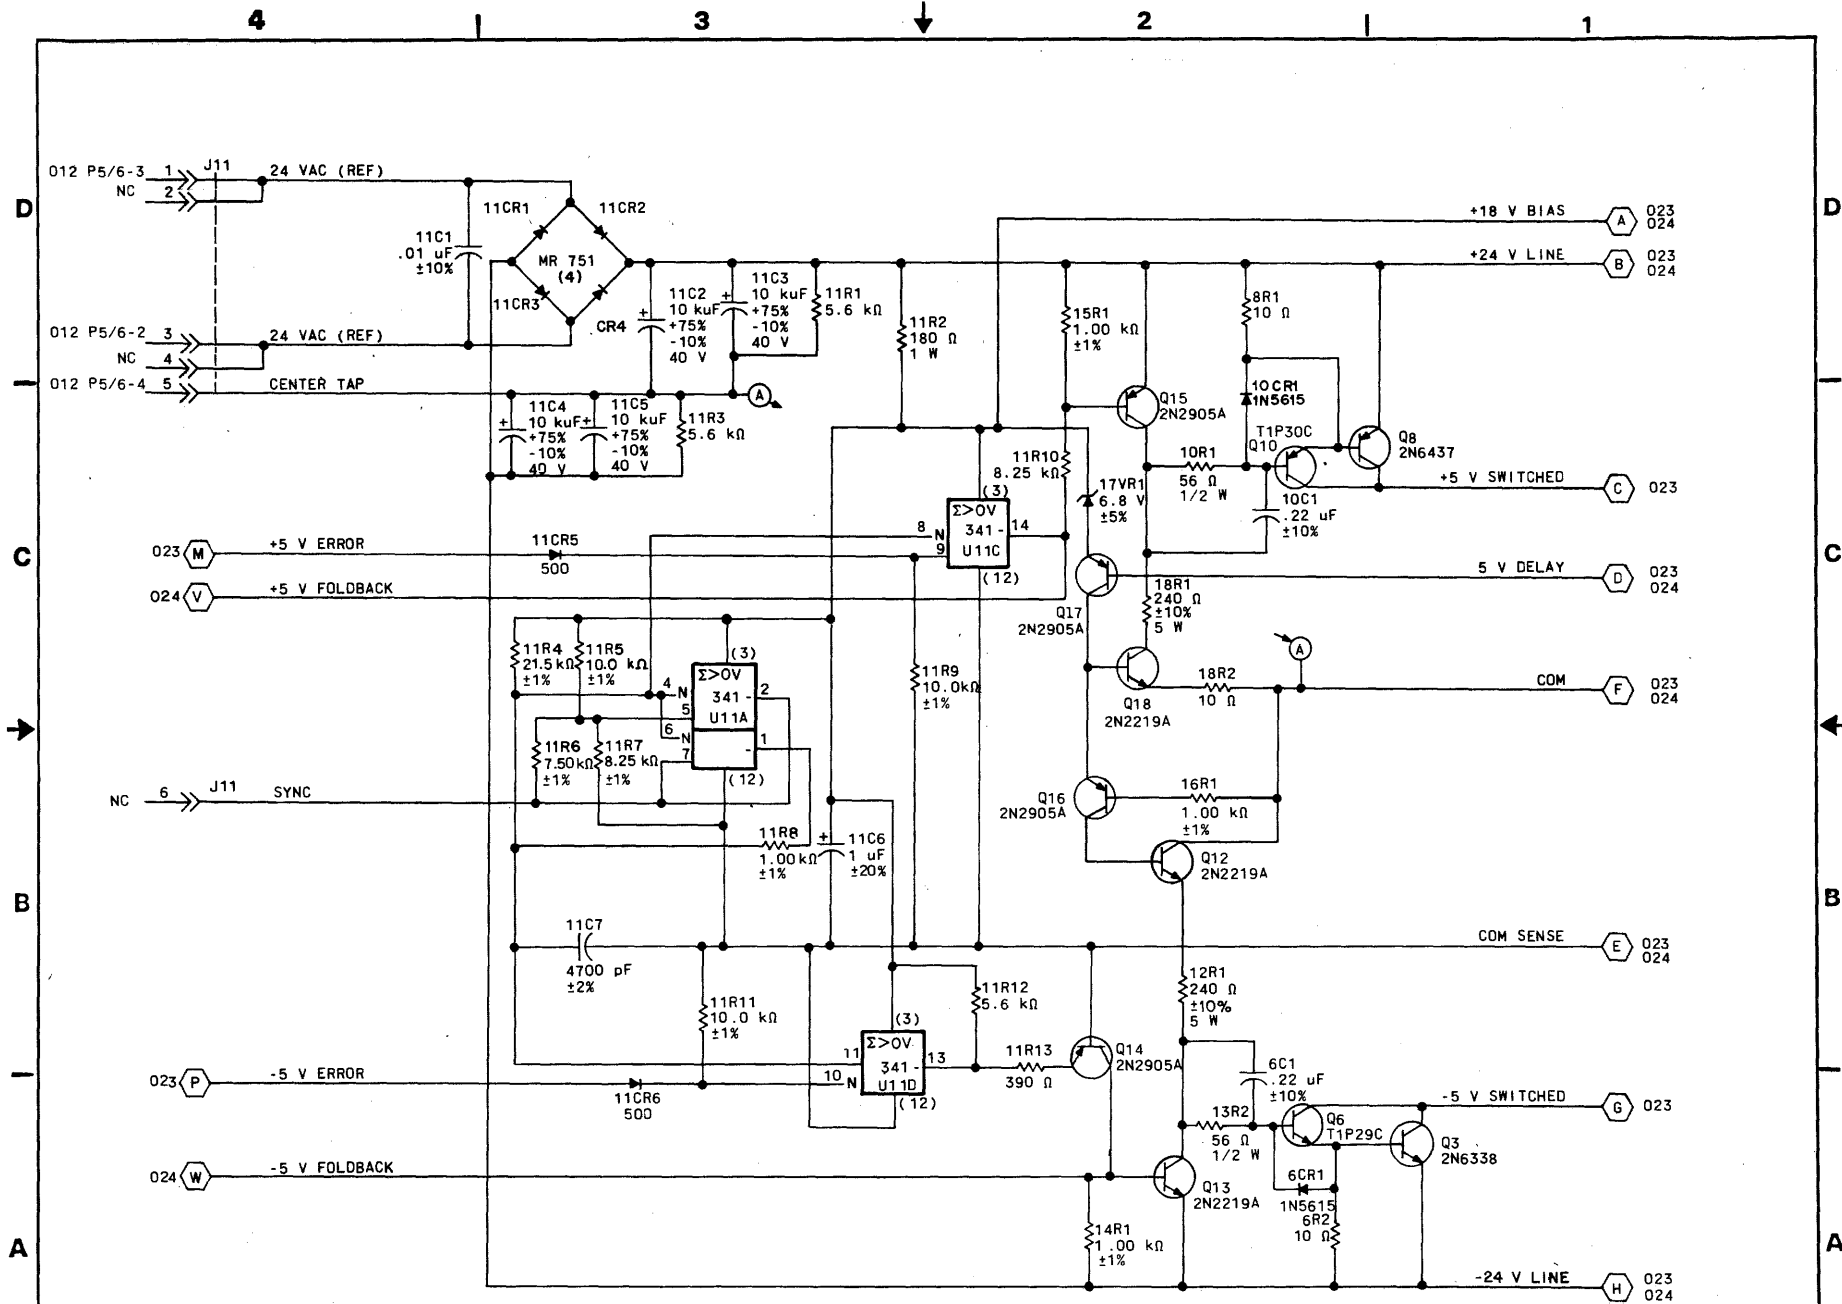 4 3 2 1
D
D
012 P5/6-3 1 J11 24 VAC (REF)
NC 2
11CR1 11CR2
11C1
.01 uF
±10%
MR 751
(4)
11CR3
CR4
11C2
10 kuF
+75%
-10%
40 V
11C3
10 kuF
+75%
-10%
40 V
11R1
5.6 kΩ
11R2
180 Ω
1 W
15R1
1.00 kΩ
±1%
8R1
10 Ω
+18 V BIAS A 023
024
+24 V LINE B 023
024
012 P5/6-2 3 24 VAC (REF)
NC 4
012 P5/6-4 5 CENTER TAP
A
11C4
10 kuF
+75%
-10%
40 V
11C5
10 kuF
+75%
-10%
40 V
11R3
5.6 kΩ
Q15
2N2905A
10CR1
1N5615
T1P30C
Q10
Q8
2N6437
11R10
8.25 kΩ
10R1
56 Ω
1/2 W
10C1
.22 uF
±10%
17VR1
6.8 V
±5%
+5 V SWITCHED C 023
C
C
(3)
Σ>0V
8 N 341 - 14
9 U11C
(12)
023 M +5 V ERROR 11CR5
500
024 V +5 V FOLDBACK
5 V DELAY D 023
024
Q17
2N2905A
18R1
240 Ω
±10%
5 W
11R4
21.5 kΩ
±1%
11R5
10.0 kΩ
±1%
(3)
Σ>0V
4 N 341 - 2
5 U11A
6 N - 1
7
(12)
11R9
10.0kΩ
±1%
Q18
2N2219A
18R2
10 Ω
A
COM F 023
024
11R6
7.50kΩ
±1%
11R7
8.25 kΩ
±1%
NC 6 J11 SYNC
Q16
2N2905A
16R1
1.00 kΩ
±1%
11R8
1.00kΩ
±1%
11C6
1 uF
±20%
Q12
2N2219A
B
B
11C7
4700 pF
±2%
COM SENSE E 023
024
11R11
10.0 kΩ
±1%
11R12
5.6 kΩ
12R1
240 Ω
±10%
5 W
(3)
Σ>0V
11 341 - 13
10 N U11D
(12)
11R13
390 Ω
Q14
2N2905A
6C1
.22 uF
±10%
023 P -5 V ERROR
11CR6
500
-5 V SWITCHED G 023
13R2
56 Ω
1/2 W
Q6
T1P29C
Q3
2N6338
024 W -5 V FOLDBACK
Q13
2N2219A
6CR1
1N5615
6R2
10 Ω
14R1
1.00 kΩ
±1%
A
A
-24 V LINE H 023
024